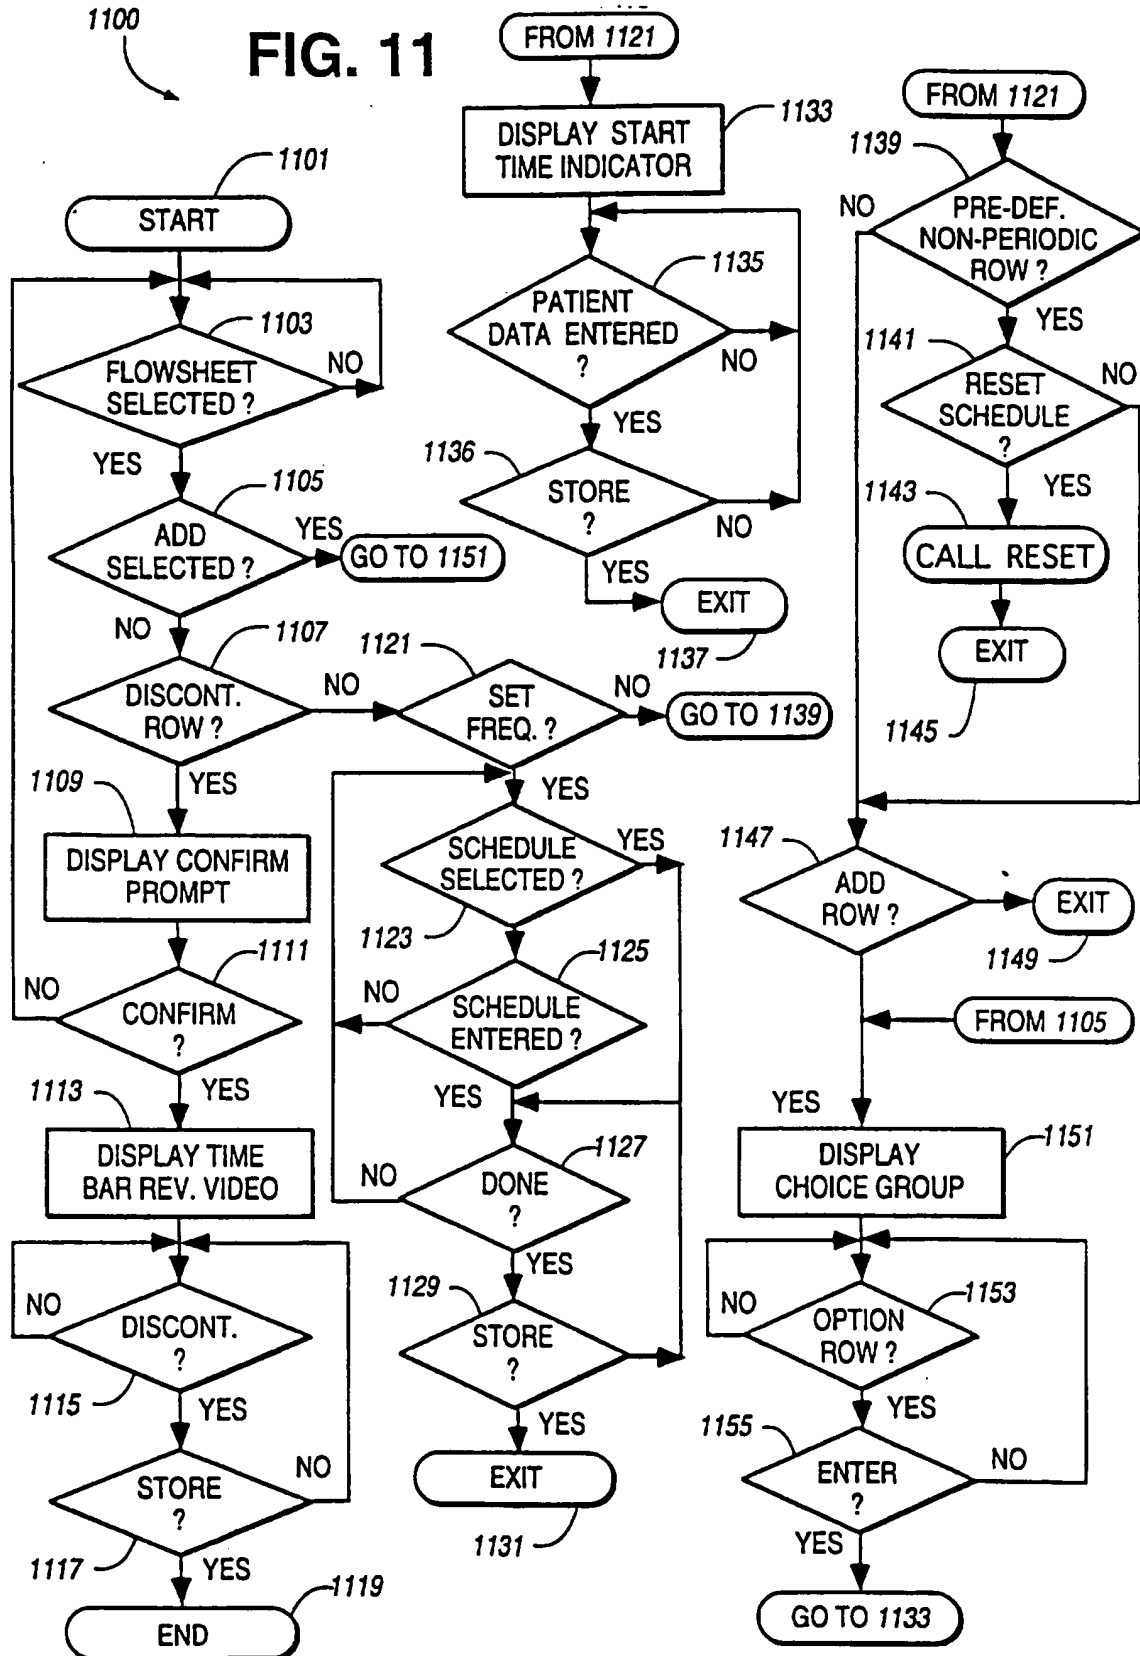 1100
FIG. 11
1101
START
1103
FLOWSHEET
SELECTED ?
NO
YES
1105
ADD
SELECTED ?
YES
GO TO 1151
NO
1107
DISCONT.
ROW ?
NO
YES
1109
DISPLAY CONFIRM
PROMPT
1111
NO
CONFIRM
?
YES
1113
DISPLAY TIME
BAR REV. VIDEO
NO
DISCONT.
?
1115
YES
STORE
?
NO
1117
YES
1119
END
FROM 1121
1133
DISPLAY START
TIME INDICATOR
1135
PATIENT
DATA ENTERED
?
NO
YES
1136
STORE
?
NO
YES
EXIT
1137
1121
SET
FREQ. ?
NO
GO TO 1139
YES
SCHEDULE
SELECTED ?
YES
1123
1125
NO
SCHEDULE
ENTERED ?
YES
1127
NO
DONE
?
YES
1129
STORE
?
YES
EXIT
1131
FROM 1121
1139
NO
PRE-DEF.
NON-PERIODIC
ROW ?
YES
1141
RESET
SCHEDULE
?
NO
1143
YES
CALL RESET
EXIT
1145
1147
ADD
ROW ?
EXIT
1149
FROM 1105
YES
1151
DISPLAY
CHOICE GROUP
NO
1153
OPTION
ROW ?
YES
1155
ENTER
?
NO
YES
GO TO 1133